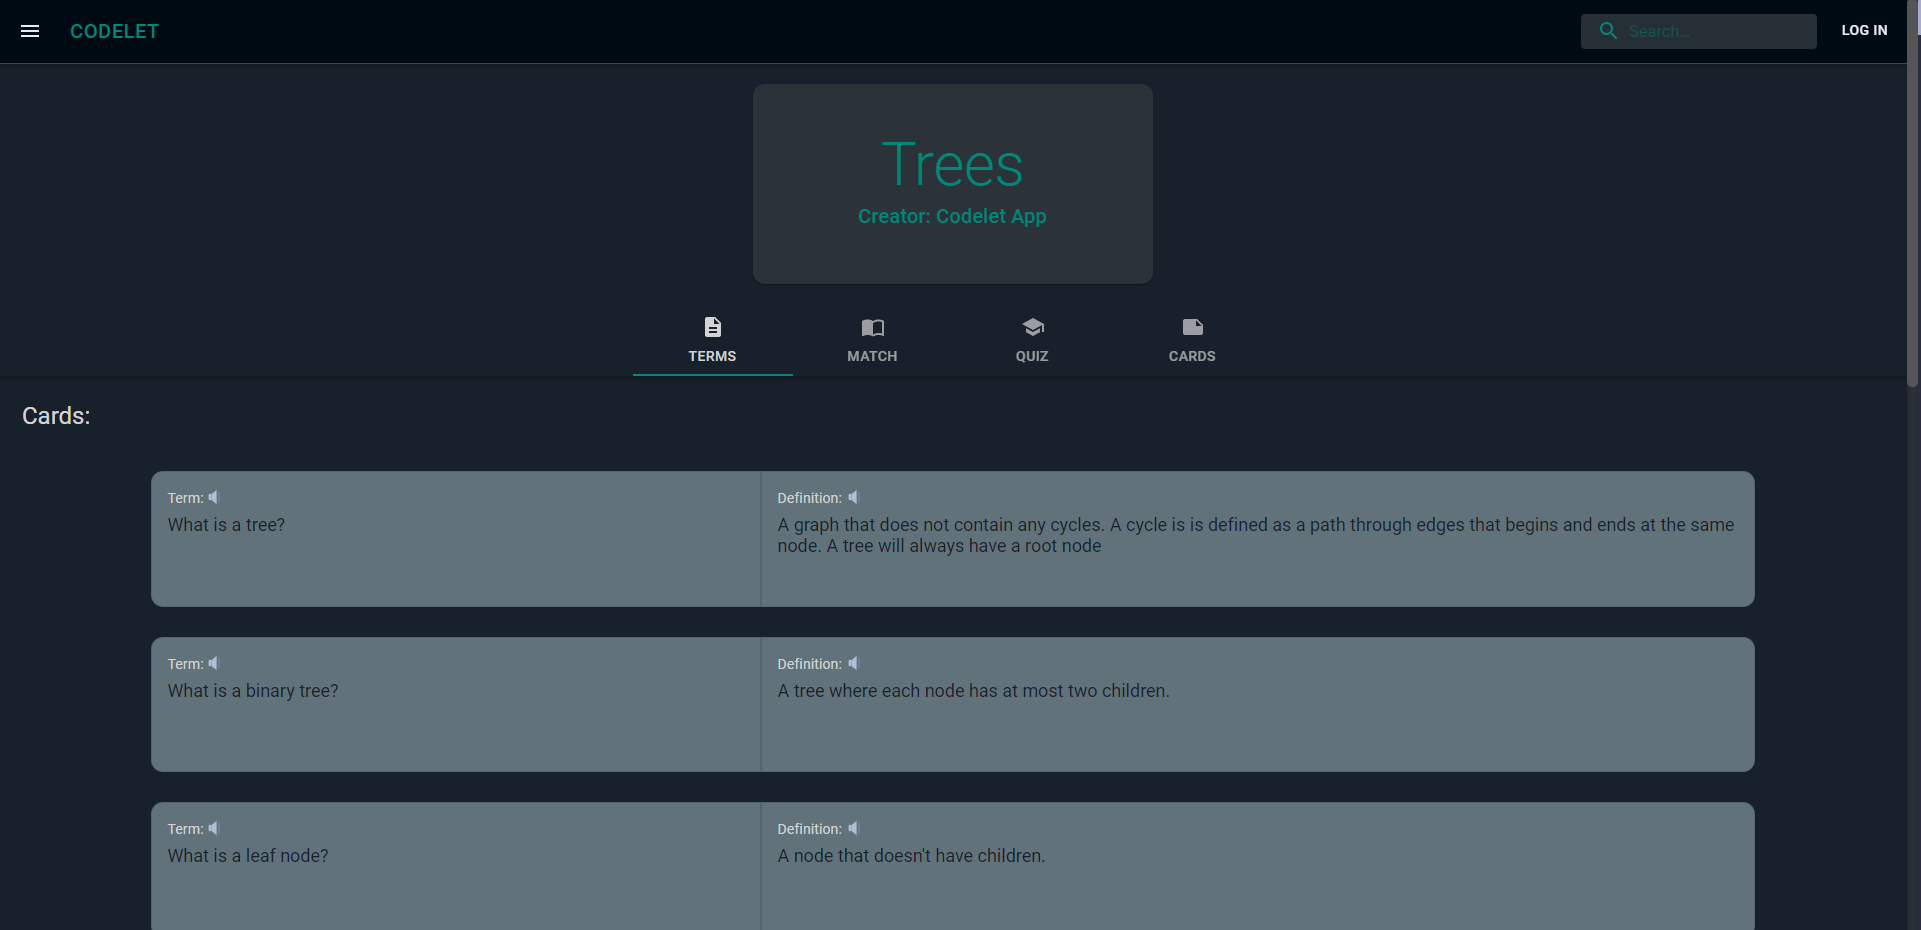 CODELET
Search...
LOG IN
Trees
Creator: Codelet App
TERMS
MATCH
QUIZ
CARDS
Cards:
Term:
What is a tree?
Definition:
A graph that does not contain any cycles. A cycle is is defined as a path through edges that begins and ends at the same
node. A tree will always have a root node
Term:
What is a binary tree?
Definition:
A tree where each node has at most two children.
Term:
What is a leaf node?
Definition:
A node that doesn't have children.